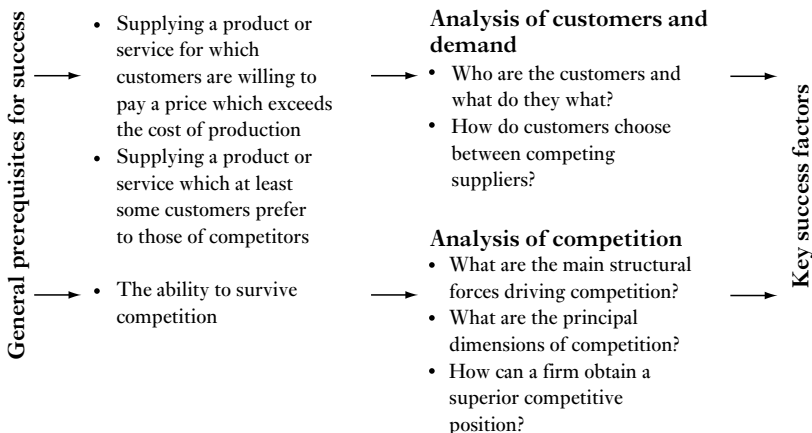 General prerequisites for success
• Supplying a product or
service for which
customers are willing to
pay a price which exceeds
the cost of production
• Supplying a product or
service which at least
some customers prefer
to those of competitors
• The ability to survive
competition
Analysis of customers and
demand
• Who are the customers and
what do they what?
• How do customers choose
between competing
suppliers?
Analysis of competition
• What are the main structural
forces driving competition?
• What are the principal
dimensions of competition?
• How can a firm obtain a
superior competitive
position?
Key success factors